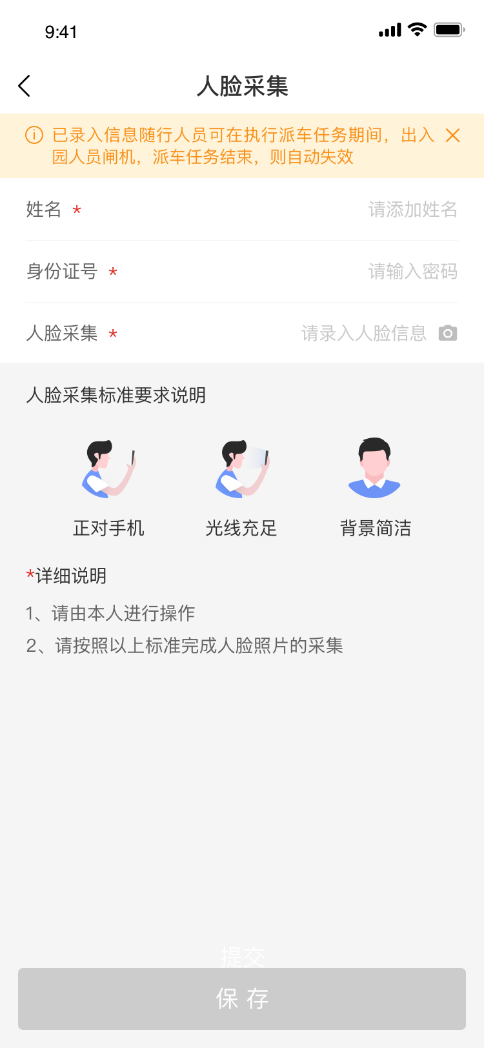 9:41
人脸采集
已录入信息随行人员可在执行派车任务期间，出入
园人员闸机，派车任务结束，则自动失效
姓名 * 请添加姓名
身份证号 * 请输入密码
人脸采集 * 请录入人脸信息
人脸采集标准要求说明
正对手机 光线充足 背景简洁
*详细说明
1、请由本人进行操作
2、请按照以上标准完成人脸照片的采集
提交
保 存